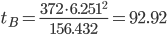 t_B = \frac{372 \cdot 6.251^2}{156.432} = 92.92